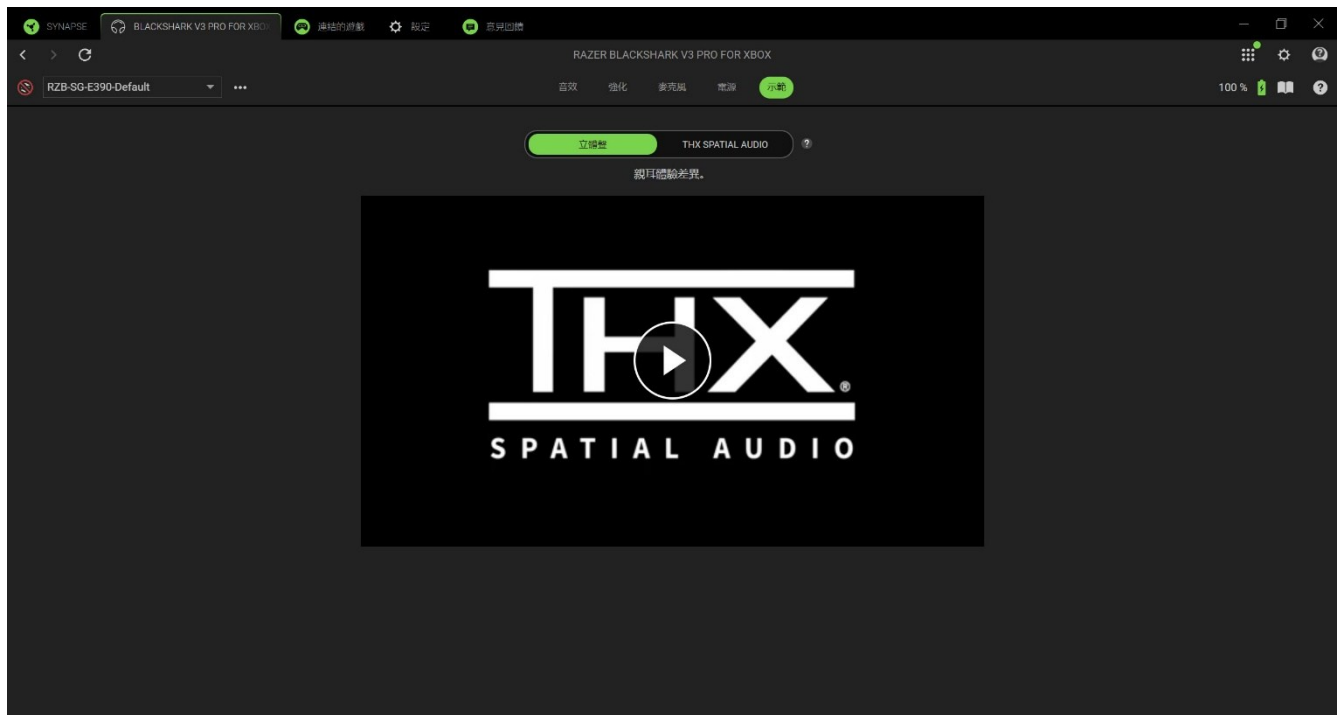 SYNAPSE BLACKSHARK V3 PRO FOR XBOX 連結的遊戲 設定 意見回饋
RAZER BLACKSHARK V3 PRO FOR XBOX
RZB-SG-E390-Default 音效 強化 麥克風 電源 示範 100 %
立體聲 THX SPATIAL AUDIO
親耳體驗差異。
THX®
SPATIAL AUDIO